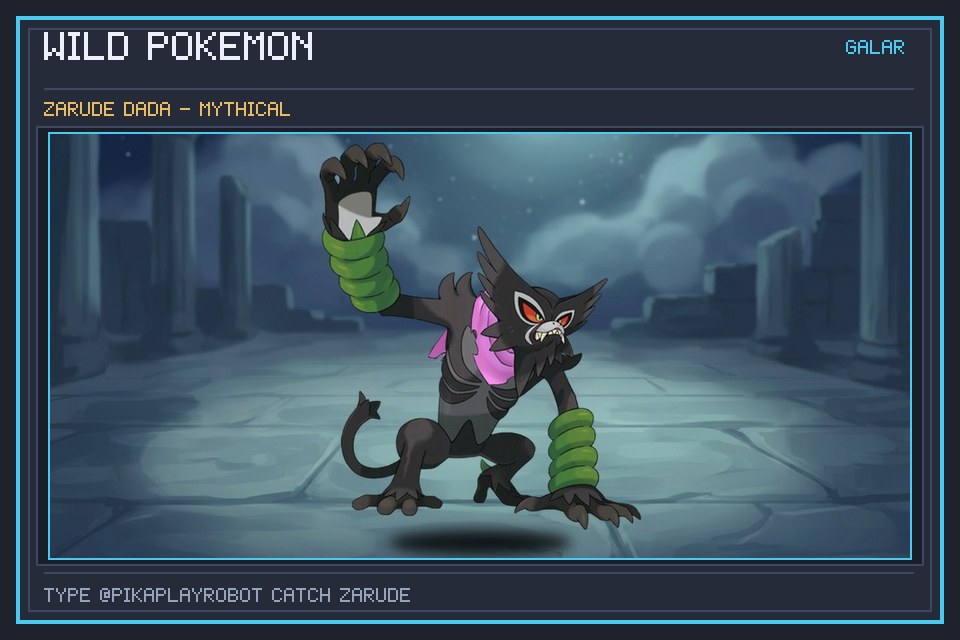 WILD POKEMON
GALAR
ZARUDE DADA - MYTHICAL
TYPE @PIKAPLAYROBOT CATCH ZARUDE